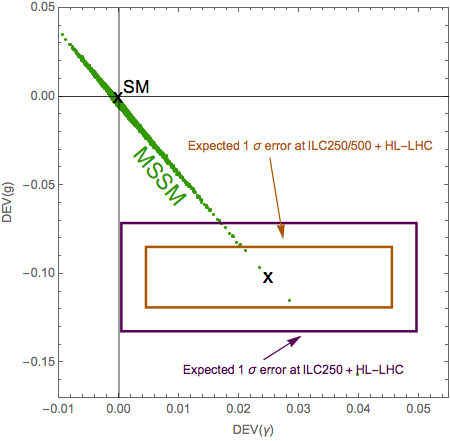 0.05
0.00
−0.05
−0.10
−0.15
DEV(g)
X SM
MSSM
Expected 1 σ error at ILC250/500 + HL−LHC
X
Expected 1 σ error at ILC250 + HL−LHC
−0.01 0.00 0.01 0.02 0.03 0.04 0.05
DEV(γ)